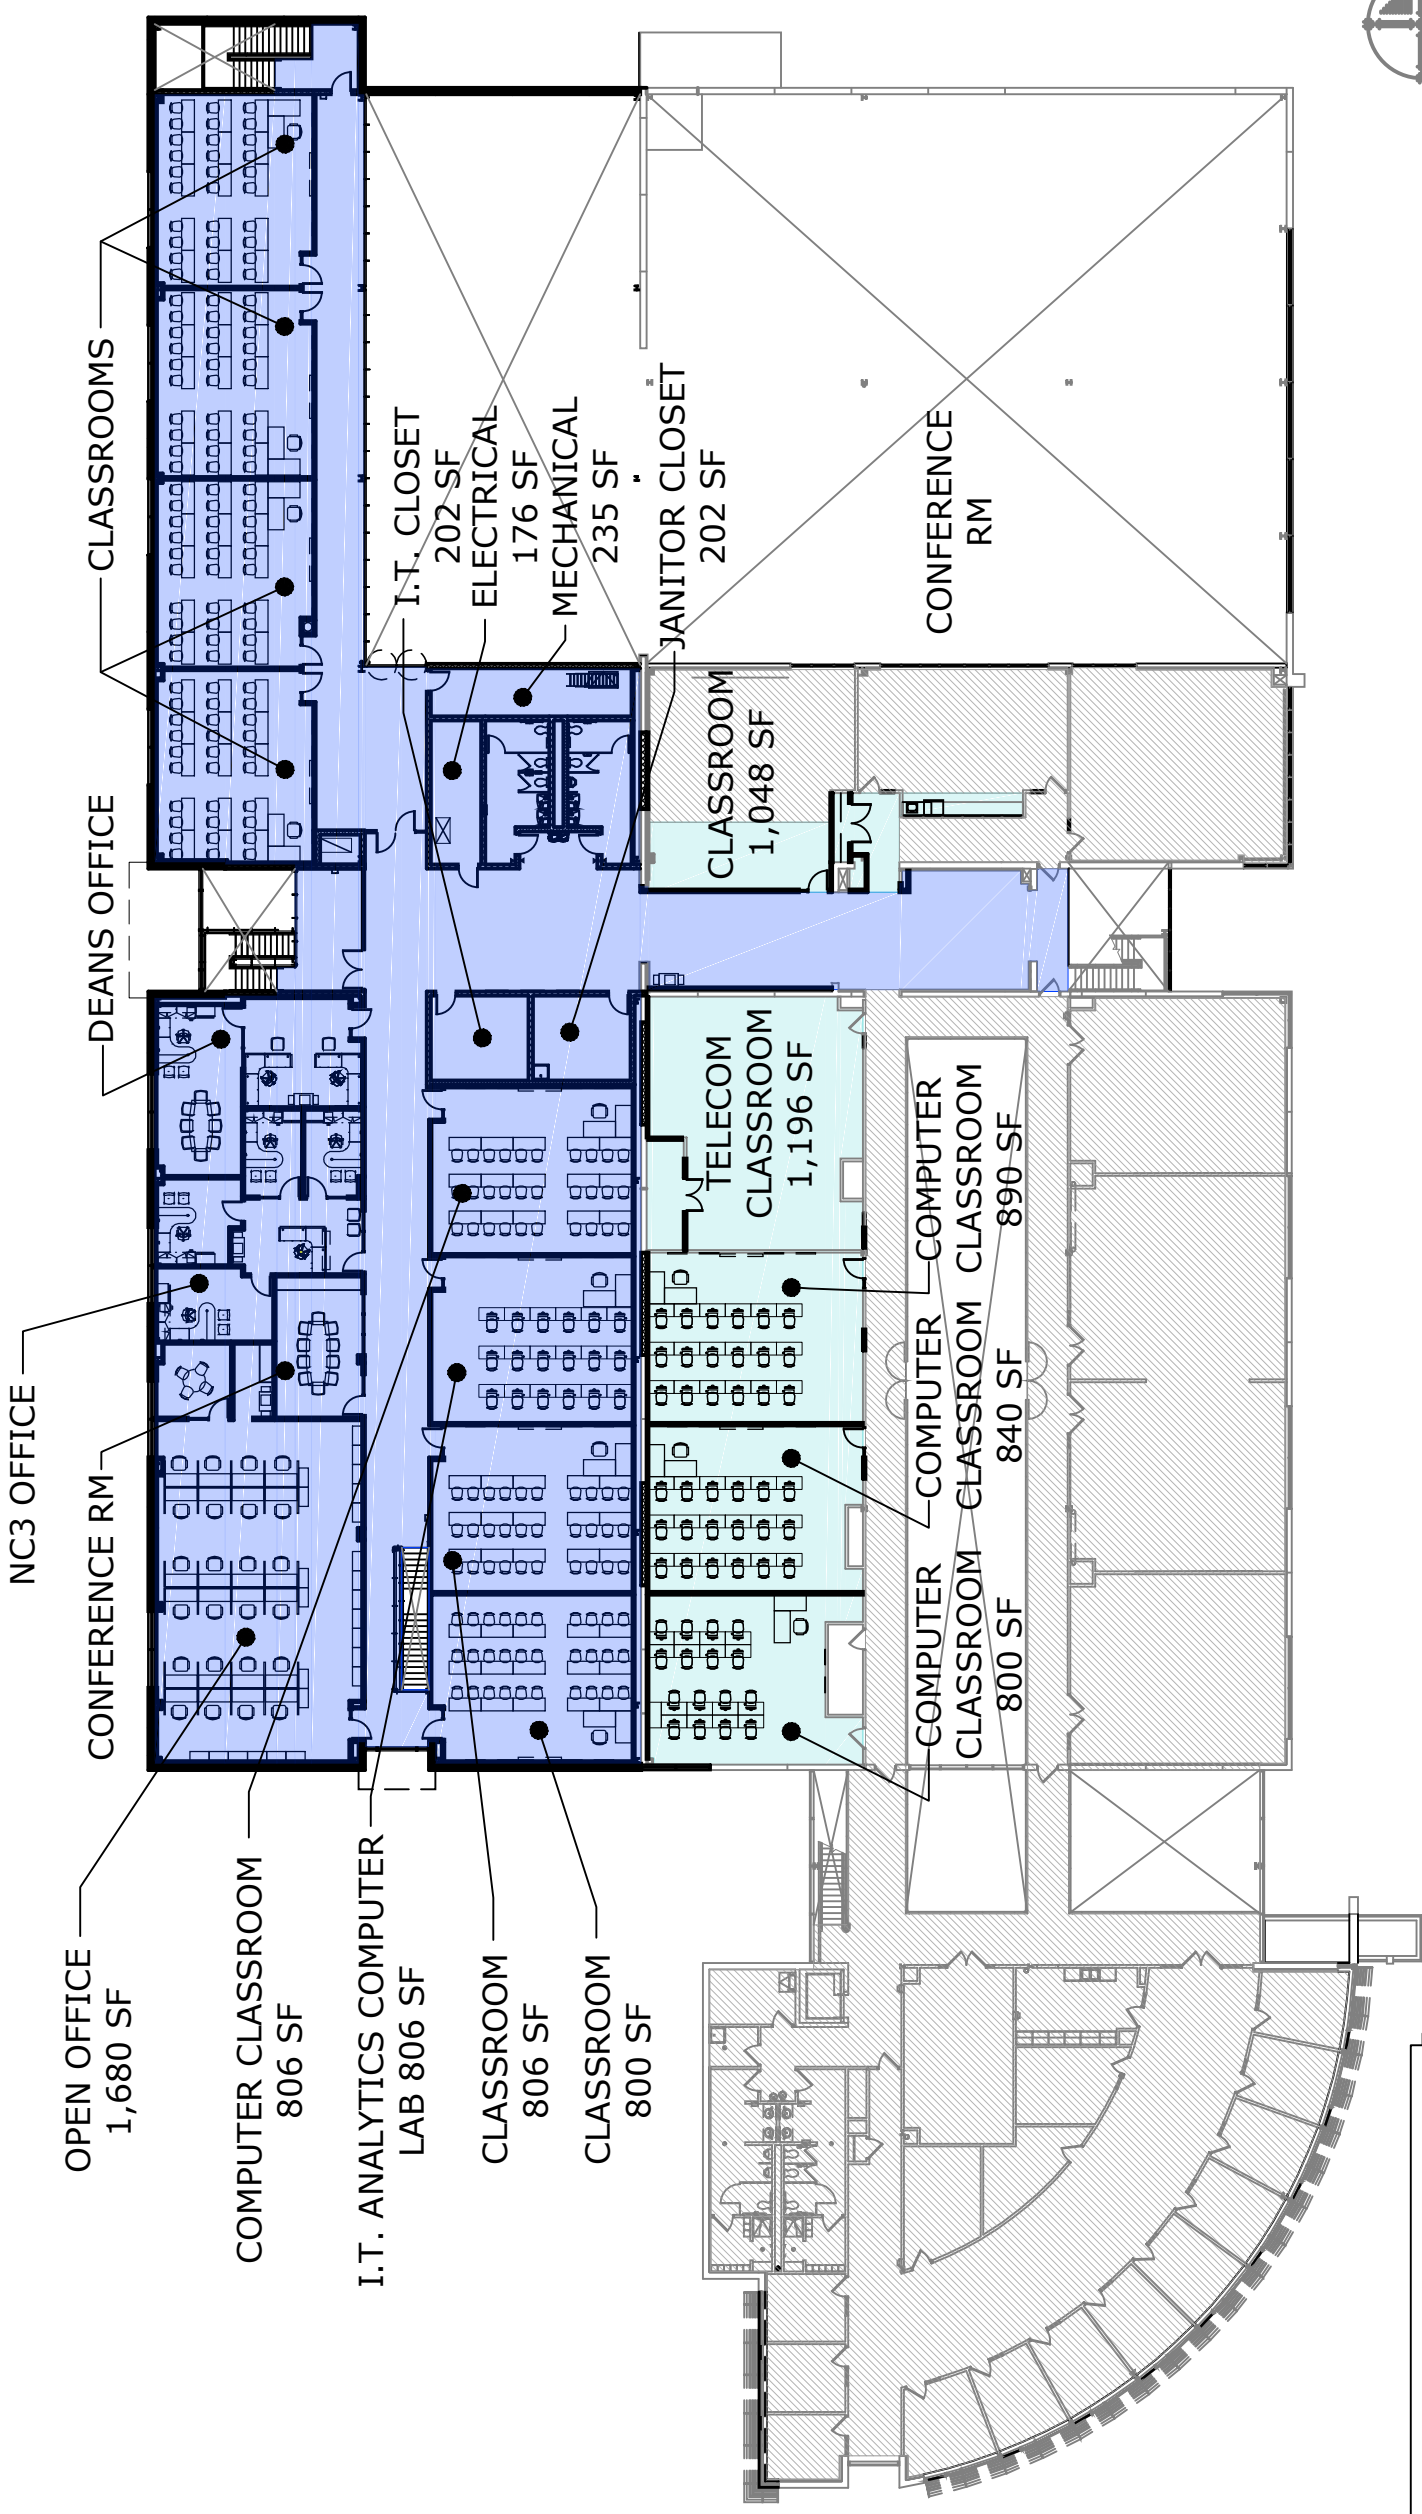 NC3 OFFICE
OPEN OFFICE
1,680 SF
CONFERENCE RM
DEANS OFFICE
CLASSROOMS
COMPUTER CLASSROOM
806 SF
I.T. ANALYTICS COMPUTER
LAB 806 SF
CLASSROOM
806 SF
CLASSROOM
800 SF
I.T. CLOSET
202 SF
ELECTRICAL
176 SF
MECHANICAL
235 SF
JANITOR CLOSET
202 SF
CLASSROOM
1,048 SF
TELECOM
CLASSROOM
1,196 SF
COMPUTER
CLASSROOM
800 SF
COMPUTER
CLASSROOM
840 SF
COMPUTER
CLASSROOM
890 SF
CONFERENCE
RM